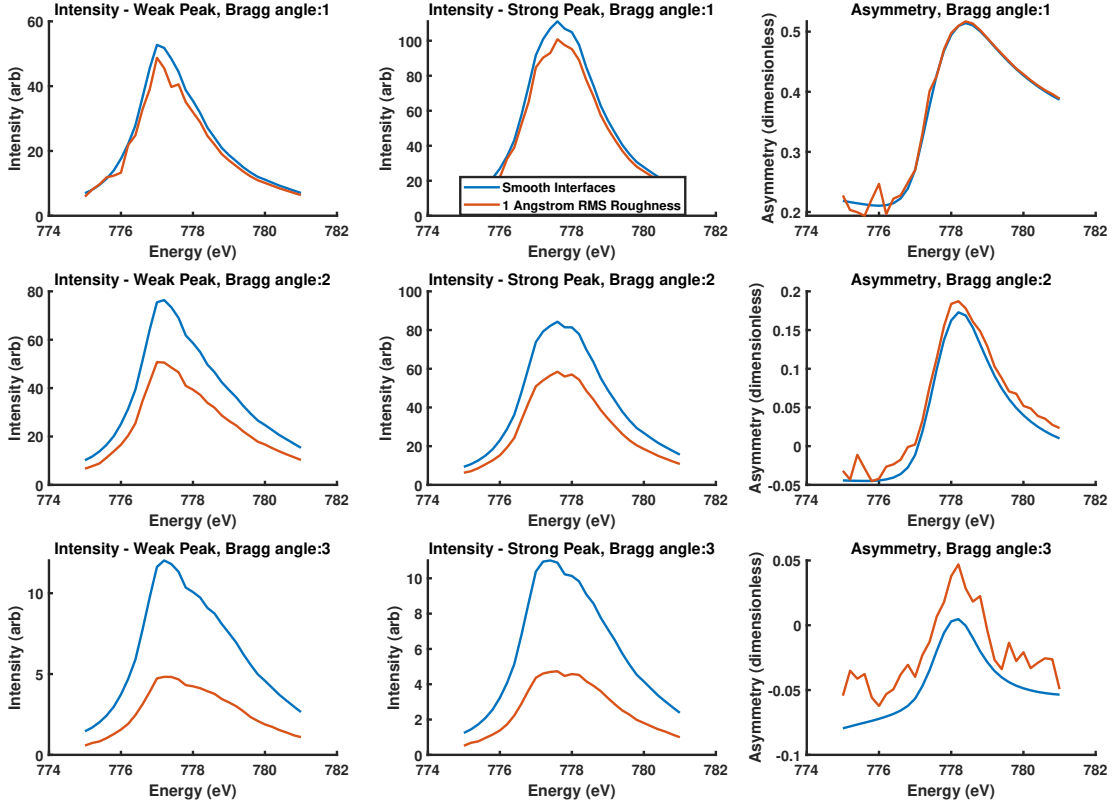 Intensity - Weak Peak, Bragg angle:1
Intensity (arb)
60
40
20
0
774 776 778 780 782
Energy (eV)
Intensity - Strong Peak, Bragg angle:1
Intensity (arb)
100
80
60
40
20
0
Smooth Interfaces
1 Angstrom RMS Roughness
774 776 778 780 782
Energy (eV)
Asymmetry, Bragg angle:1
Asymmetry (dimensionless)
0.5
0.4
0.3
0.2
774 776 778 780 782
Energy (eV)
Intensity - Weak Peak, Bragg angle:2
Intensity (arb)
80
60
40
20
0
774 776 778 780 782
Energy (eV)
Intensity - Strong Peak, Bragg angle:2
Intensity (arb)
100
80
60
40
20
0
774 776 778 780 782
Energy (eV)
Asymmetry, Bragg angle:2
Asymmetry (dimensionless)
0.2
0.15
0.1
0.05
0
-0.05
774 776 778 780 782
Energy (eV)
Intensity - Weak Peak, Bragg angle:3
Intensity (arb)
10
5
0
774 776 778 780 782
Energy (eV)
Intensity - Strong Peak, Bragg angle:3
Intensity (arb)
10
8
6
4
2
0
774 776 778 780 782
Energy (eV)
Asymmetry, Bragg angle:3
Asymmetry (dimensionless)
0.05
0
-0.05
-0.1
774 776 778 780 782
Energy (eV)